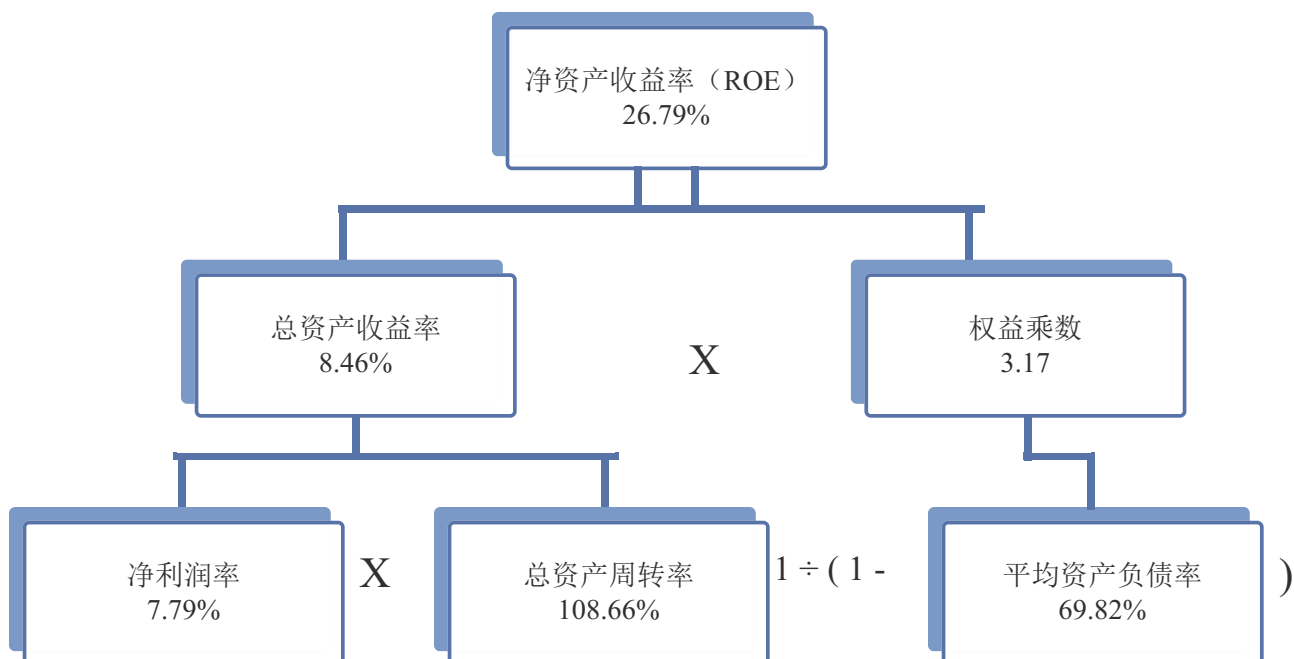 净资产收益率（ROE）
26.79%
总资产收益率
8.46%
X
权益乘数
3.17
净利润率
7.79%
X
总资产周转率
108.66%
1 ÷ ( 1 -
平均资产负债率
69.82%
)